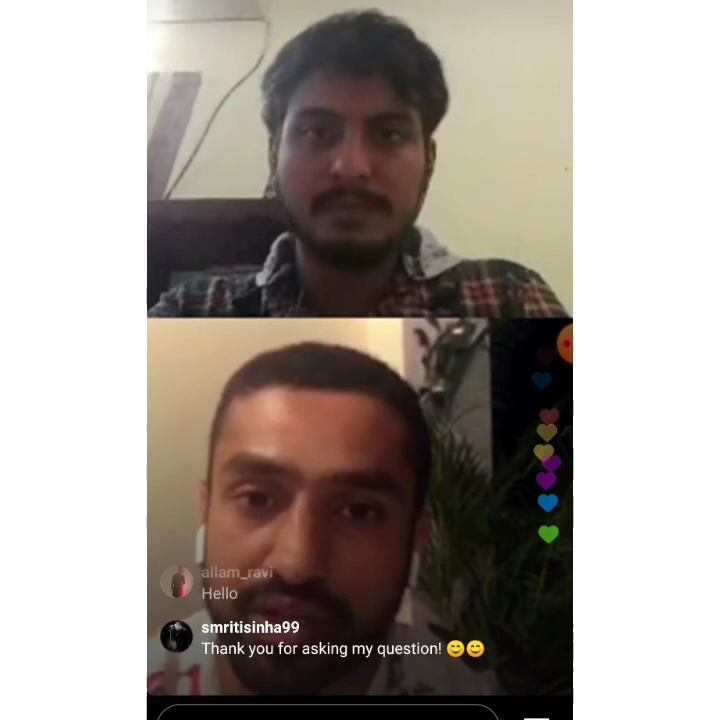 allam_ravi
Hello
smritisinha99
Thank you for asking my question! 😊😊